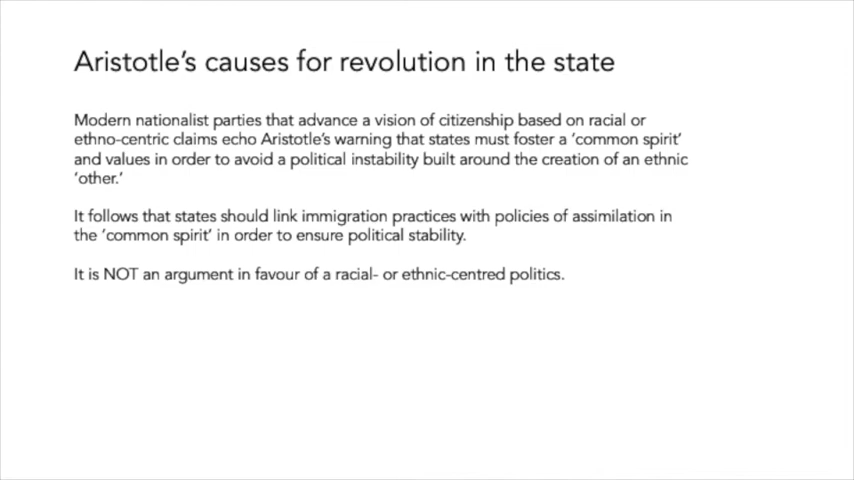 Aristotle’s causes for revolution in the state
Modern nationalist parties that advance a vision of citizenship based on racial or
ethno-centric claims echo Aristotle’s warning that states must foster a ‘common spirit’
and values in order to avoid a political instability built around the creation of an ethnic
‘other.’
It follows that states should link immigration practices with policies of assimilation in
the ‘common spirit’ in order to ensure political stability.
It is NOT an argument in favour of a racial- or ethnic-centred politics.